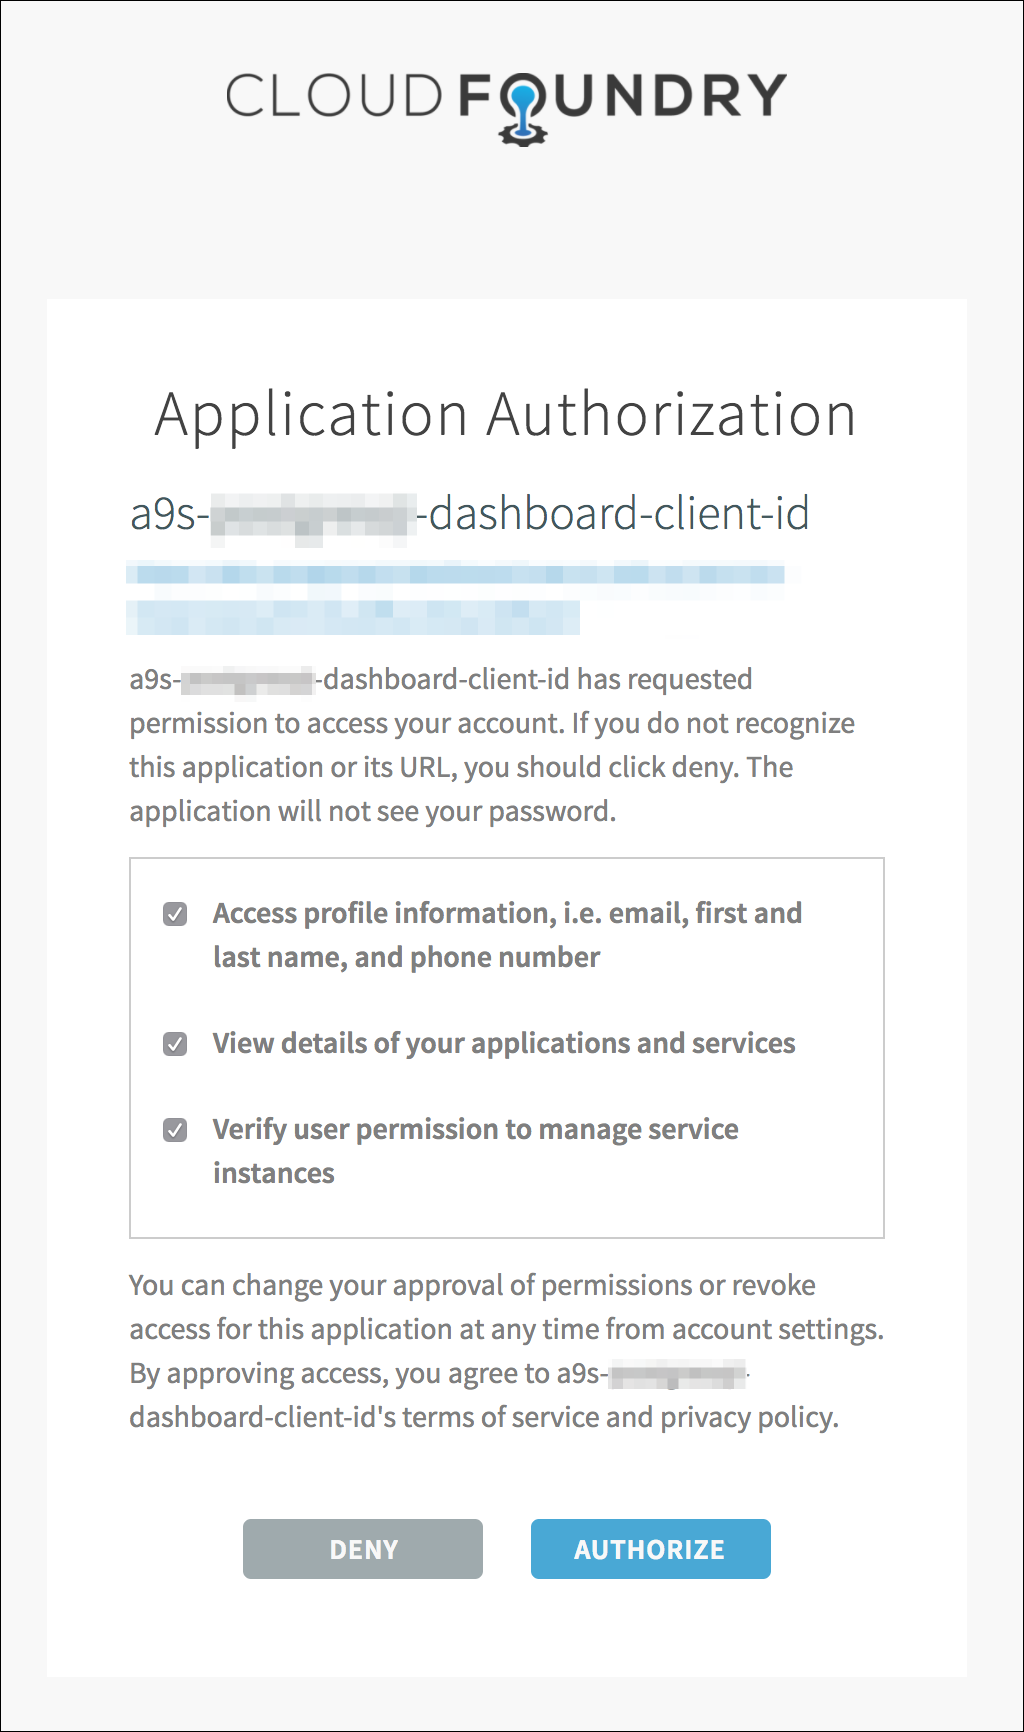 CLOUD FOUNDRY
Application Authorization
a9s- -dashboard-client-id
a9s- -dashboard-client-id has requested
permission to access your account. If you do not recognize
this application or its URL, you should click deny. The
application will not see your password.
Access profile information, i.e. email, first and
last name, and phone number
View details of your applications and services
Verify user permission to manage service
instances
You can change your approval of permissions or revoke
access for this application at any time from account settings.
By approving access, you agree to a9s- -
dashboard-client-id's terms of service and privacy policy.
DENY
AUTHORIZE